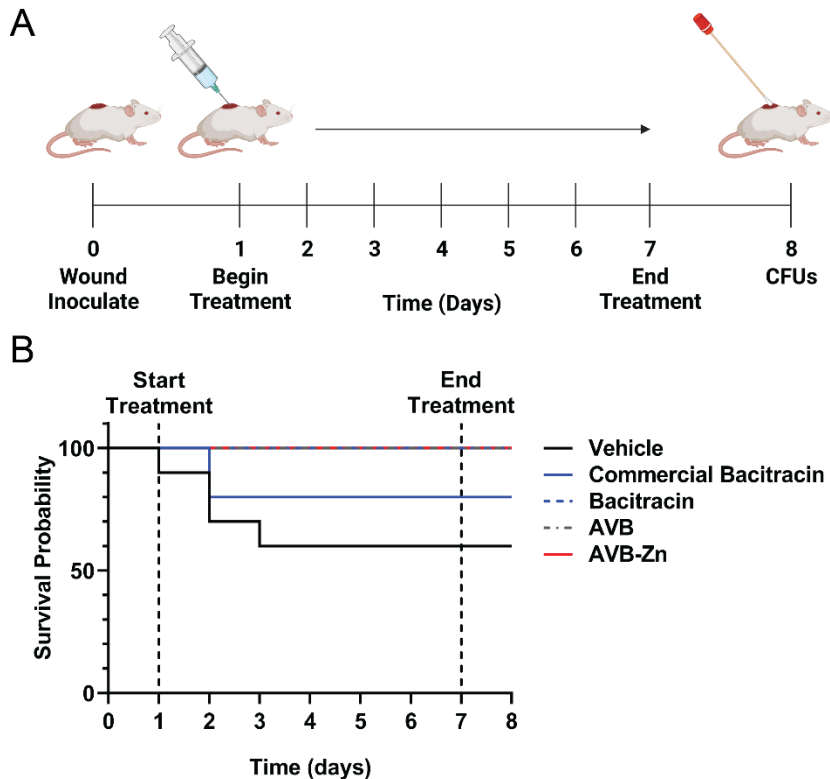 A
0 1 2 3 4 5 6 7 8
Wound Inoculate
Begin Treatment
Time (Days)
End Treatment
CFUs
B
Start Treatment
End Treatment
Survival Probability
100
50
0
0 1 2 3 4 5 6 7 8
Time (days)
Vehicle
Commercial Bacitracin
Bacitracin
AVB
AVB-Zn